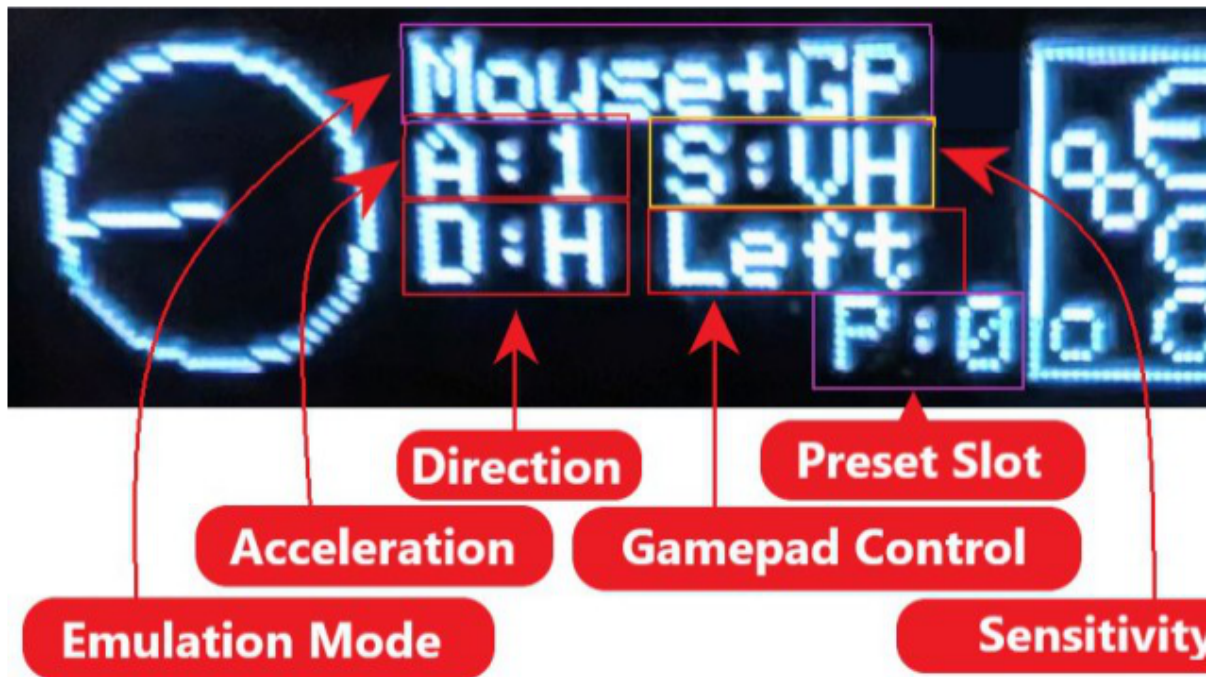 Mouse+GP
A:1 S:VH
D:H Left
P:0
Direction
Preset Slot
Acceleration
Gamepad Control
Emulation Mode
Sensitivity